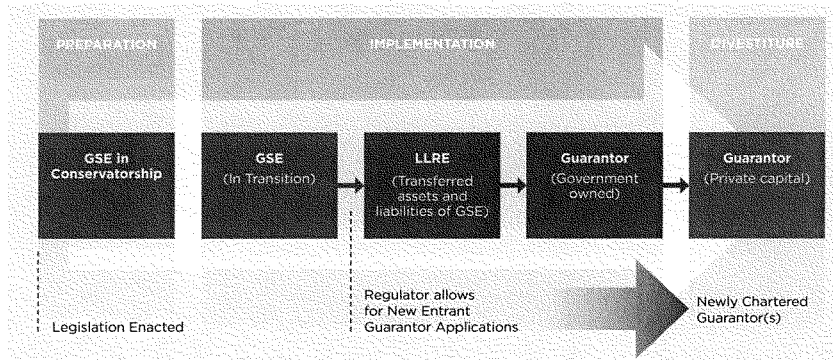 PREPARATION
IMPLEMENTATION
DIVESTITURE
GSE in
Conservatorship
GSE
(In Transition)
LLRE
(Transferred
assets and
liabilities of GSE)
Guarantor
(Government
owned)
Guarantor
(Private capital)
Legislation Enacted
Regulator allows
for New Entrant
Guarantor Applications
Newly Chartered
Guarantor(s)